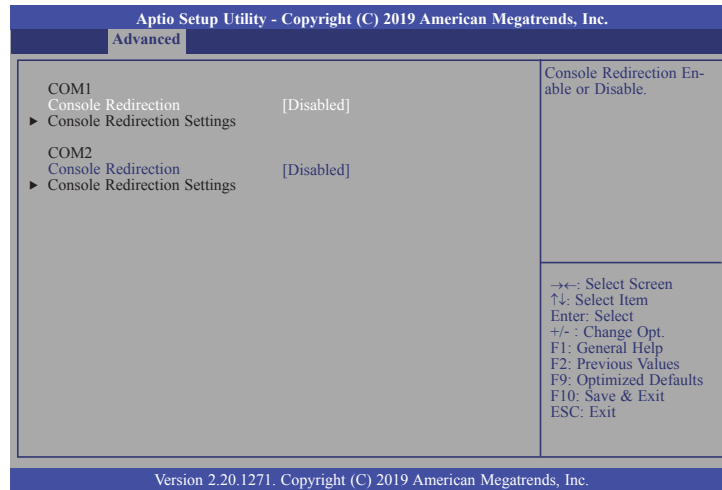 Aptio Setup Utility - Copyright (C) 2019 American Megatrends, Inc.
Advanced
COM1
Console Redirection [Disabled]
► Console Redirection Settings
COM2
Console Redirection [Disabled]
► Console Redirection Settings
Console Redirection En-
able or Disable.
→←: Select Screen
↑↓: Select Item
Enter: Select
+/- : Change Opt.
F1: General Help
F2: Previous Values
F9: Optimized Defaults
F10: Save & Exit
ESC: Exit
Version 2.20.1271. Copyright (C) 2019 American Megatrends, Inc.